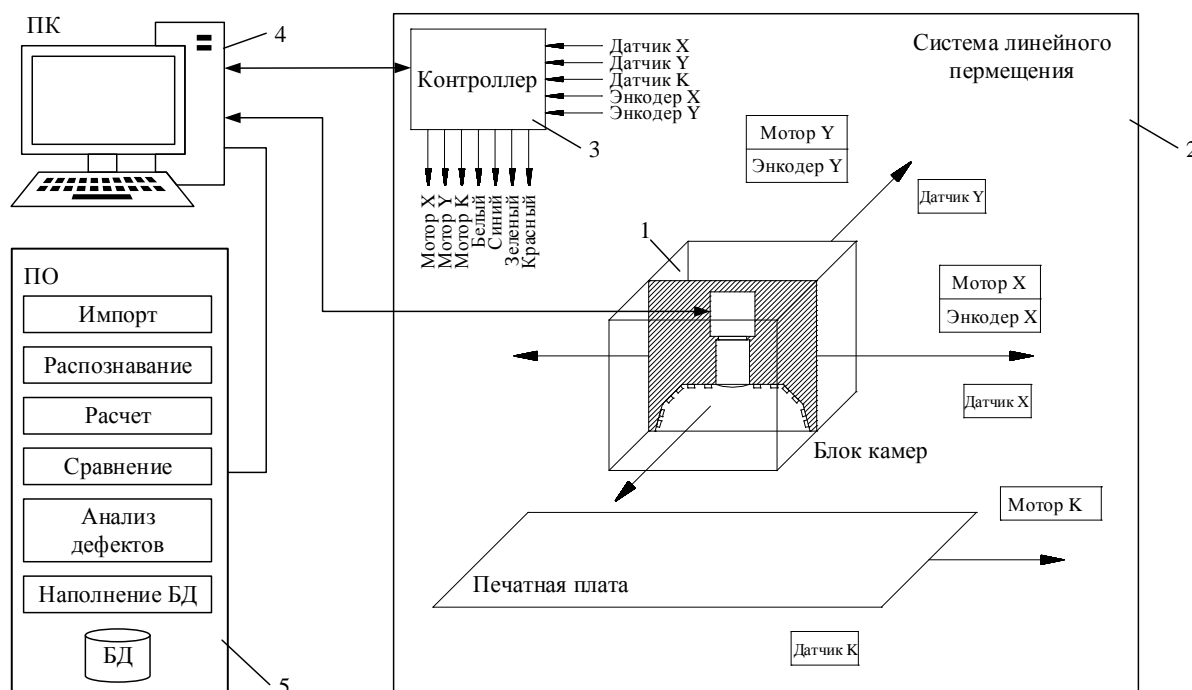 ПК
4
ПО
Импорт
Распознавание
Расчет
Сравнение
Анализ
дефектов
Наполнение БД
БД
5
Контроллер
3
Датчик X
Датчик Y
Датчик K
Энкодер X
Энкодер Y
Мотор X
Мотор Y
Мотор K
Белый
Синий
Зеленый
Красный
Система линейного
пермещения
2
Мотор Y
Энкодер Y
Датчик Y
1
Мотор X
Энкодер X
Датчик X
Блок камер
Мотор K
Печатная плата
Датчик K